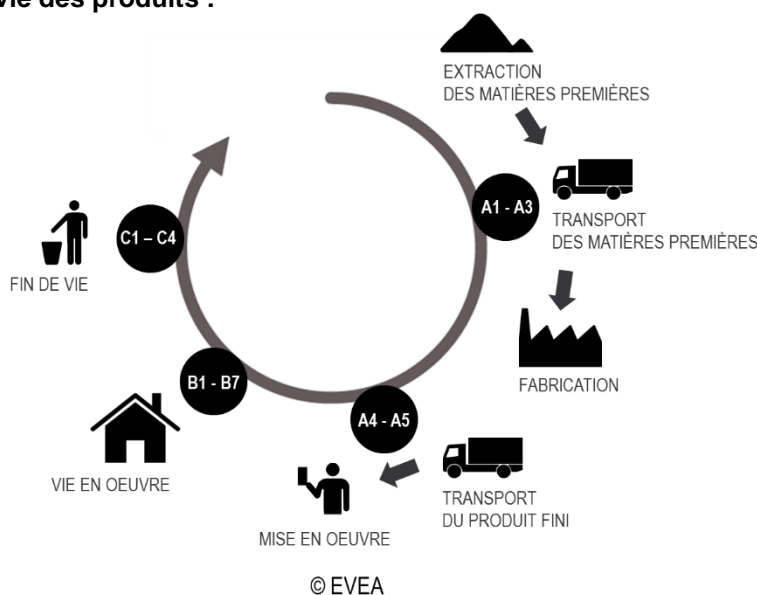 vie des produits :
EXTRACTION
DES MATIÈRES PREMIÈRES
A1 - A3
TRANSPORT
DES MATIÈRES PREMIÈRES
FABRICATION
A4 - A5
TRANSPORT
DU PRODUIT FINI
MISE EN OEUVRE
B1 - B7
VIE EN OEUVRE
C1 – C4
FIN DE VIE
© EVEA